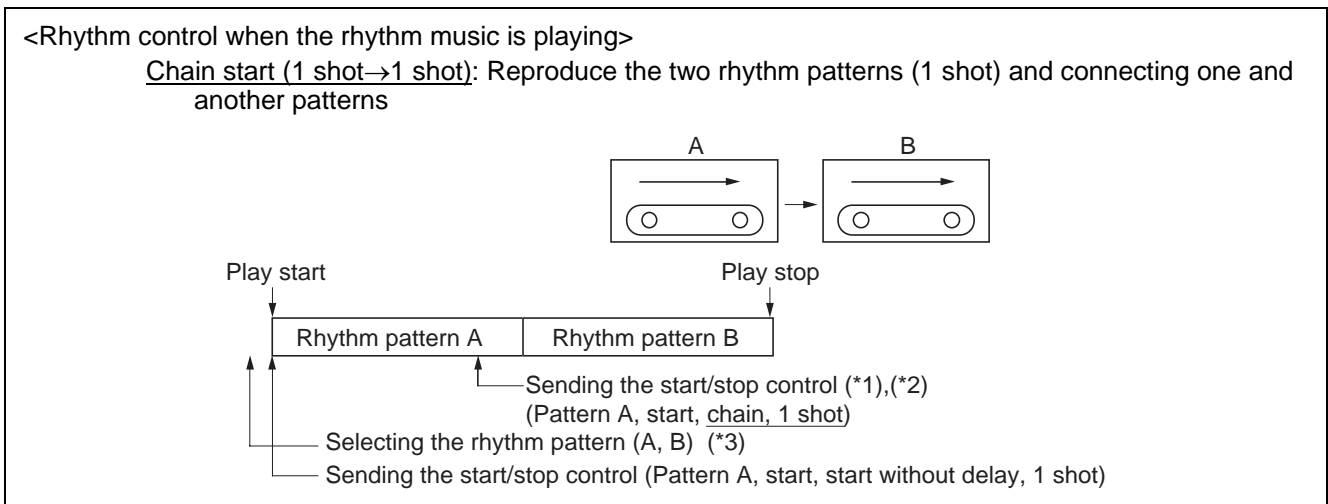 <Rhythm control when the rhythm music is playing>
Chain start (1 shot→1 shot): Reproduce the two rhythm patterns (1 shot) and connecting one and
another patterns
A B
Play start Play stop
Rhythm pattern A Rhythm pattern B
Sending the start/stop control (*1),(*2)
(Pattern A, start, chain, 1 shot)
Selecting the rhythm pattern (A, B) (*3)
Sending the start/stop control (Pattern A, start, start without delay, 1 shot)